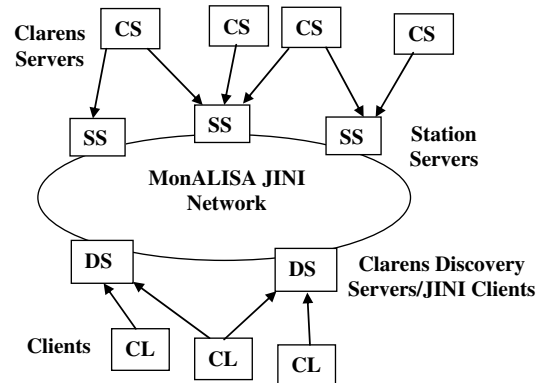 CS
CS
CS
CS
Clarens
Servers
SS
SS
SS
Station
Servers
MonALISA JINI
Network
DS
DS
Clarens Discovery
Servers/JINI Clients
Clients
CL
CL
CL